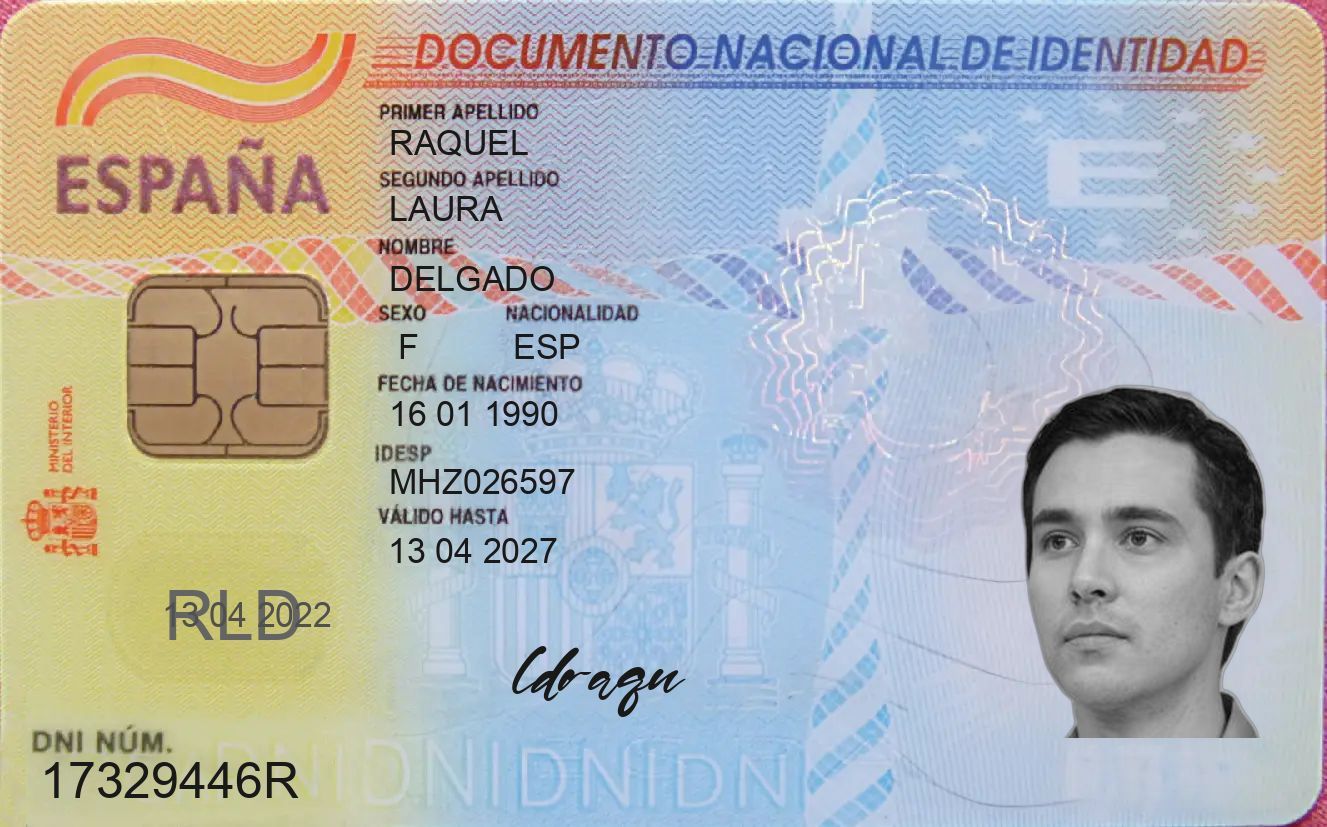 DOCUMENTO NACIONAL DE IDENTIDAD
ESPAÑA
PRIMER APELLIDO
RAQUEL
SEGUNDO APELLIDO
LAURA
NOMBRE
DELGADO
SEXO NACIONALIDAD
F ESP
FECHA DE NACIMIENTO
16 01 1990
IDESP
MHZ026597
VÁLIDO HASTA
13 04 2027
MINISTERIO
DEL INTERIOR
E
RLD
13 04 2022
DNI NÚM.
17329446R
DNIDNIDNIDNI